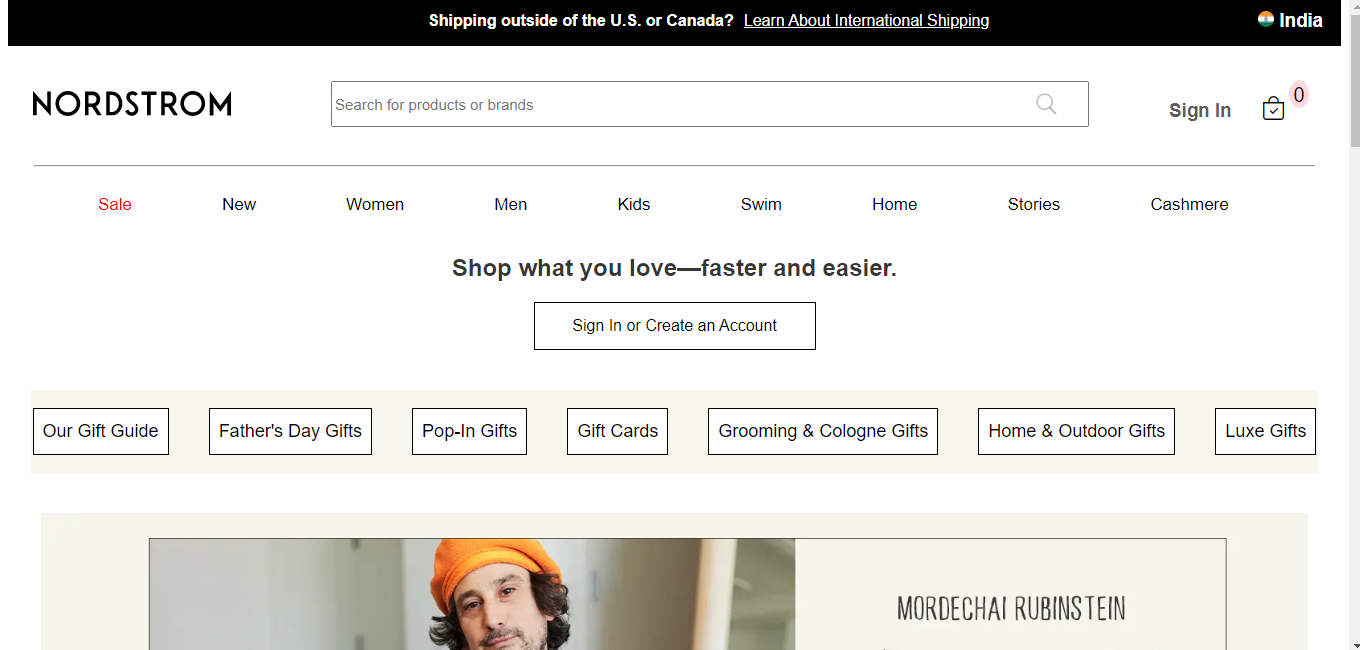 Shipping outside of the U.S. or Canada? Learn About International Shipping India
NORDSTROM Search for products or brands Sign In 0
Sale New Women Men Kids Swim Home Stories Cashmere
Shop what you love—faster and easier.
Sign In or Create an Account
Our Gift Guide Father's Day Gifts Pop-In Gifts Gift Cards Grooming & Cologne Gifts Home & Outdoor Gifts Luxe Gifts
MORDECHAI RUBINSTEIN